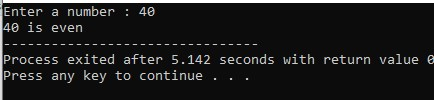 Enter a number : 40
40 is even
--------------------------------
Process exited after 5.142 seconds with return value 0
Press any key to continue . . .